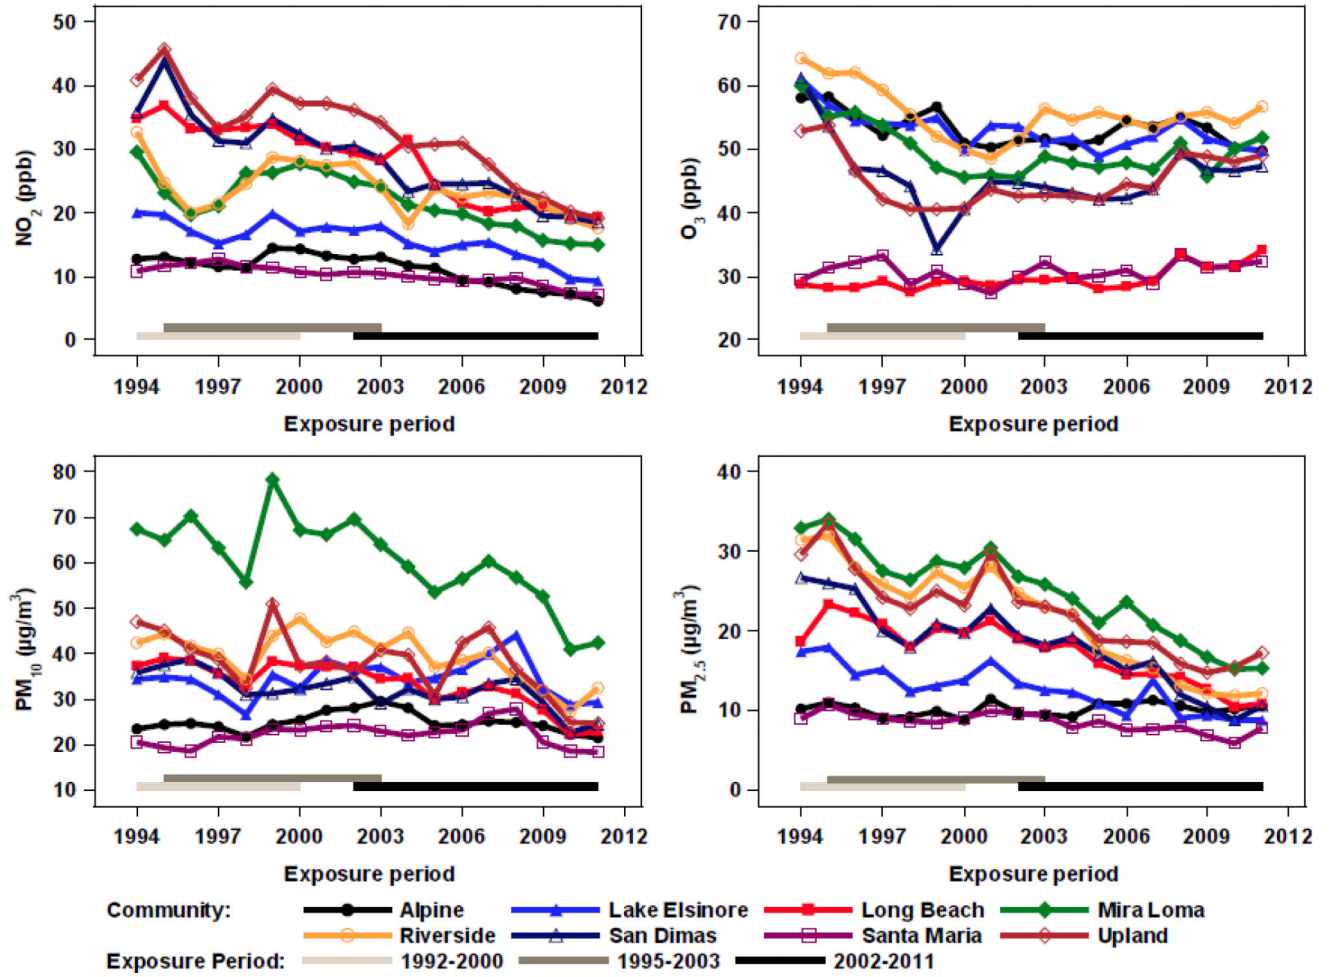 NO2 (ppb)
50
40
30
20
10
0
1994 1997 2000 2003 2006 2009 2012
Exposure period
O3 (ppb)
70
60
50
40
30
20
1994 1997 2000 2003 2006 2009 2012
Exposure period
PM10 (µg/m3)
80
70
60
50
40
30
20
10
1994 1997 2000 2003 2006 2009 2012
Exposure period
PM2.5 (µg/m3)
40
30
20
10
0
1994 1997 2000 2003 2006 2009 2012
Exposure period
Community: Alpine Lake Elsinore Long Beach Mira Loma
Riverside San Dimas Santa Maria Upland
Exposure Period: 1992-2000 1995-2003 2002-2011